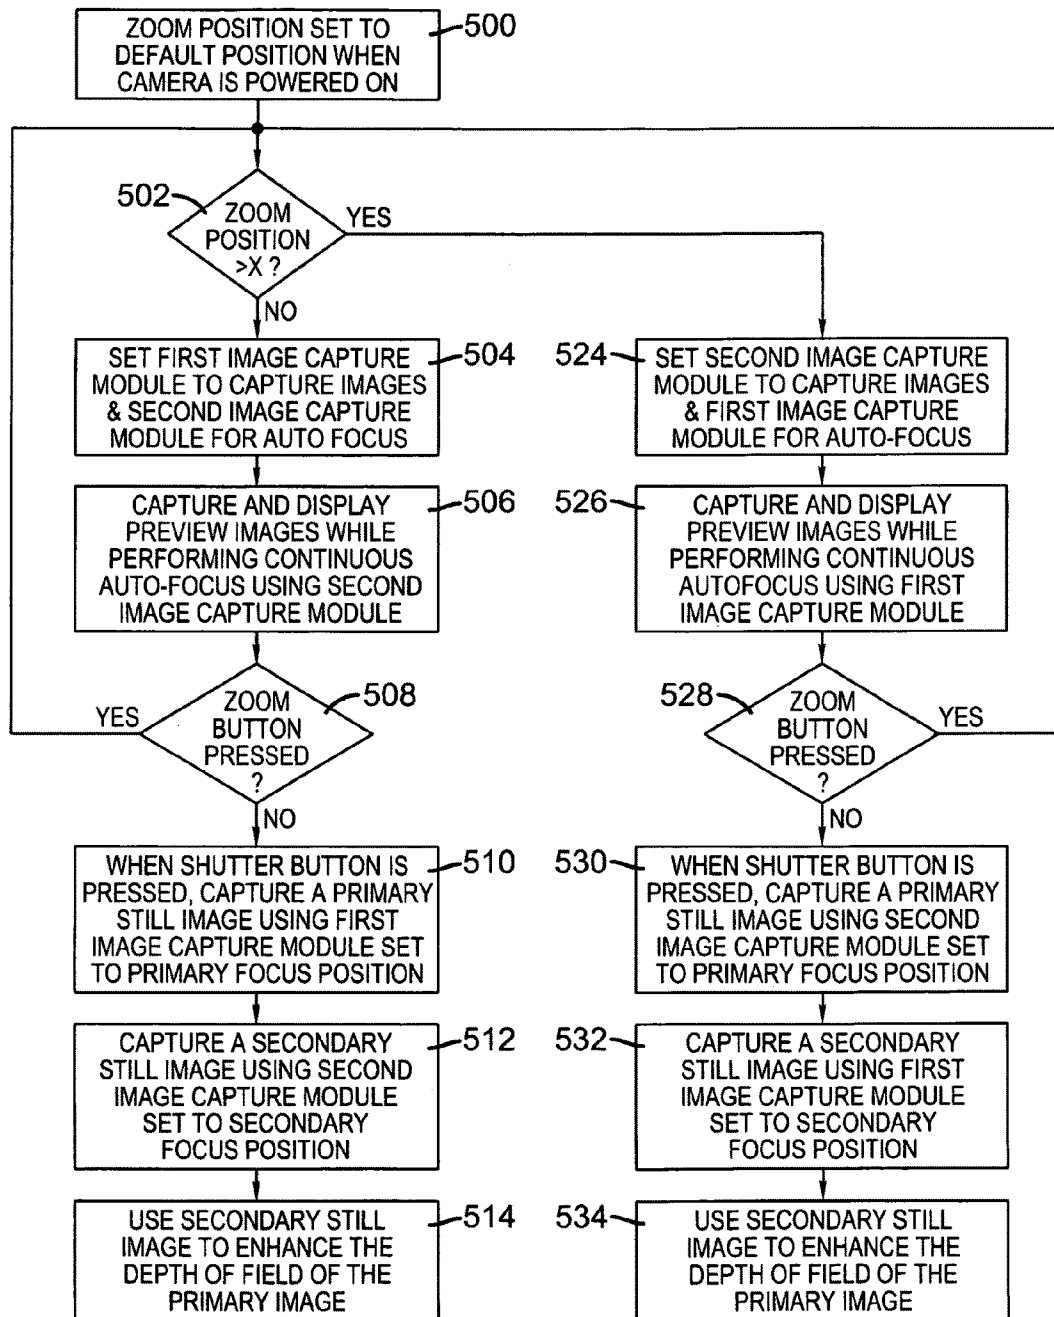 ZOOM POSITION SET TO
DEFAULT POSITION WHEN
CAMERA IS POWERED ON
500
502
ZOOM
POSITION
>X ?
YES
NO
SET FIRST IMAGE CAPTURE
MODULE TO CAPTURE IMAGES
& SECOND IMAGE CAPTURE
MODULE FOR AUTO FOCUS
504
524
SET SECOND IMAGE CAPTURE
MODULE TO CAPTURE IMAGES
& FIRST IMAGE CAPTURE
MODULE FOR AUTO-FOCUS
CAPTURE AND DISPLAY
PREVIEW IMAGES WHILE
PERFORMING CONTINUOUS
AUTO-FOCUS USING SECOND
IMAGE CAPTURE MODULE
506
526
CAPTURE AND DISPLAY
PREVIEW IMAGES WHILE
PERFORMING CONTINUOUS
AUTOFOCUS USING FIRST
IMAGE CAPTURE MODULE
YES
ZOOM
BUTTON
PRESSED
?
508
NO
528
ZOOM
BUTTON
PRESSED
?
YES
NO
WHEN SHUTTER BUTTON IS
PRESSED, CAPTURE A PRIMARY
STILL IMAGE USING FIRST
IMAGE CAPTURE MODULE SET
TO PRIMARY FOCUS POSITION
510
530
WHEN SHUTTER BUTTON IS
PRESSED, CAPTURE A PRIMARY
STILL IMAGE USING SECOND
IMAGE CAPTURE MODULE SET
TO PRIMARY FOCUS POSITION
CAPTURE A SECONDARY
STILL IMAGE USING SECOND
IMAGE CAPTURE MODULE
SET TO SECONDARY
FOCUS POSITION
512
532
CAPTURE A SECONDARY
STILL IMAGE USING FIRST
IMAGE CAPTURE MODULE
SET TO SECONDARY
FOCUS POSITION
USE SECONDARY STILL
IMAGE TO ENHANCE THE
DEPTH OF FIELD OF THE
PRIMARY IMAGE
514
534
USE SECONDARY STILL
IMAGE TO ENHANCE THE
DEPTH OF FIELD OF THE
PRIMARY IMAGE